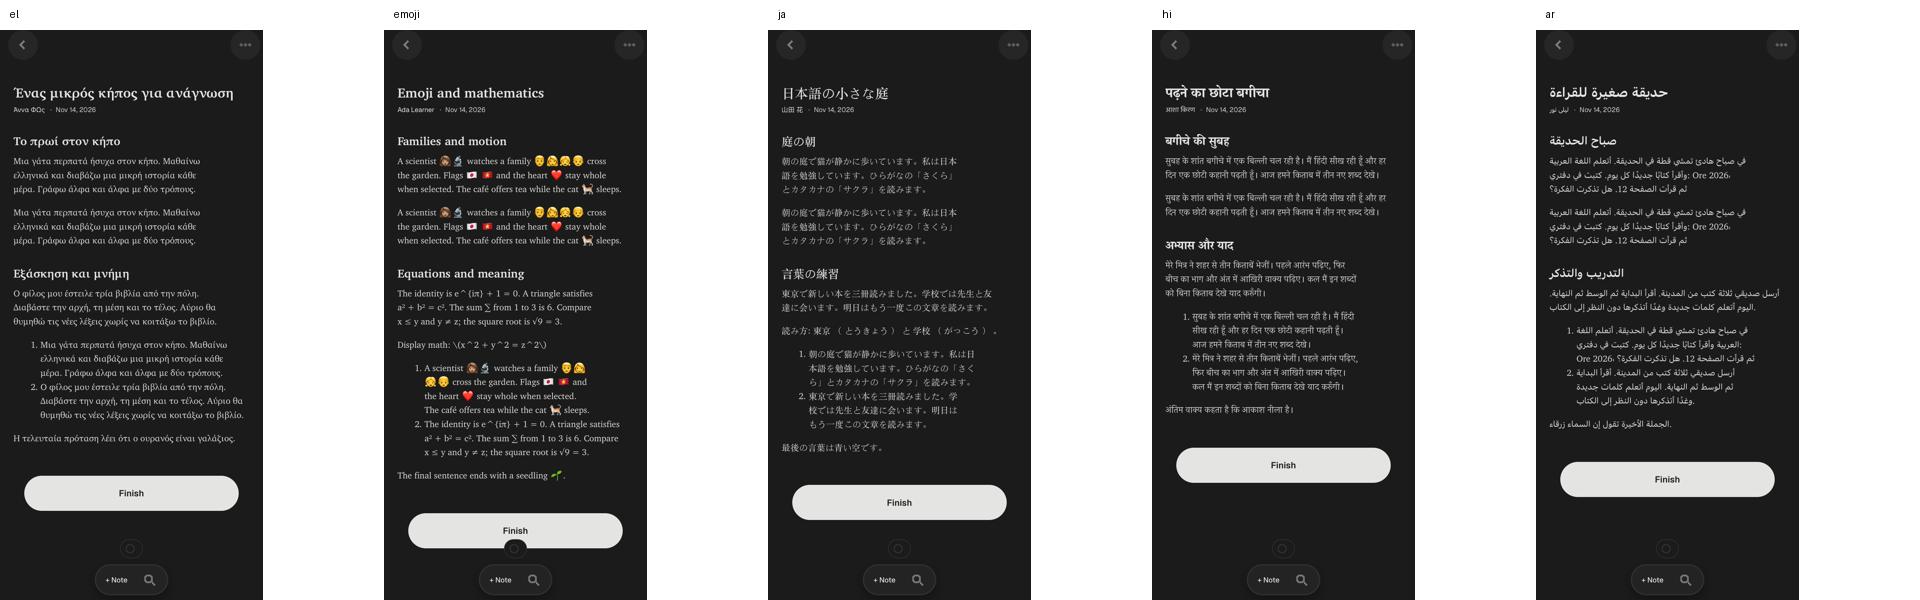 el
Ένας μικρός κήπος για ανάγνωση
Άννα ΦΩς · Nov 14, 2026
Το πρωί στον κήπο
Μια γάτα περπατά ήσυχα στον κήπο. Μαθαίνω
ελληνικά και διαβάζω μια μικρή ιστορία κάθε
μέρα. Γράφω άλφα και άλφα με δύο τρόπους.
Μια γάτα περπατά ήσυχα στον κήπο. Μαθαίνω
ελληνικά και διαβάζω μια μικρή ιστορία κάθε
μέρα. Γράφω άλφα και άλφα με δύο τρόπους.
Εξάσκηση και μνήμη
Ο φίλος μου έστειλε τρία βιβλία από την πόλη.
Διαβάστε την αρχή, τη μέση και το τέλος. Αύριο θα
θυμηθώ τις νέες λέξεις χωρίς να κοιτάξω το βιβλίο.
1. Μια γάτα περπατά ήσυχα στον κήπο. Μαθαίνω
ελληνικά και διαβάζω μια μικρή ιστορία κάθε
μέρα. Γράφω άλφα και άλφα με δύο τρόπους.
2. Ο φίλος μου έστειλε τρία βιβλία από την πόλη.
Διαβάστε την αρχή, τη μέση και το τέλος. Αύριο θα
θυμηθώ τις νέες λέξεις χωρίς να κοιτάξω το βιβλίο.
Η τελευταία πρόταση λέει ότι ο ουρανός είναι γαλάζιος.
Finish
+ Note
emoji
Emoji and mathematics
Ada Learner · Nov 14, 2026
Families and motion
A scientist 👩🏽🔬 watches a family 👨👩👧👦 cross
the garden. Flags 🇯🇵 🇻🇳 and the heart ❤️ stay whole
when selected. The café offers tea while the cat 🐈 sleeps.
A scientist 👩🏽🔬 watches a family 👨👩👧👦 cross
the garden. Flags 🇯🇵 🇻🇳 and the heart ❤️ stay whole
when selected. The café offers tea while the cat 🐈 sleeps.
Equations and meaning
The identity is e^{iπ} + 1 = 0. A triangle satisfies
a² + b² = c². The sum ∑ from 1 to 3 is 6. Compare
x ≤ y and y ≠ z; the square root is √9 = 3.
Display math: \(x^2 + y^2 = z^2\)
1. A scientist 👩🏽🔬 watches a family 👨👩
👧👦 cross the garden. Flags 🇯🇵 🇻🇳 and
the heart ❤️ stay whole when selected.
The café offers tea while the cat 🐈 sleeps.
2. The identity is e^{iπ} + 1 = 0. A triangle satisfies
a² + b² = c². The sum ∑ from 1 to 3 is 6. Compare
x ≤ y and y ≠ z; the square root is √9 = 3.
The final sentence ends with a seedling 🌱.
Finish
+ Note
ja
日本語の小さな庭
山田 花 · Nov 14, 2026
庭の朝
朝の庭で猫が静かに歩いています。私は日本
語を勉強しています。ひらがなの「さくら」
とカタカナの「サクラ」を読みます。
朝の庭で猫が静かに歩いています。私は日本
語を勉強しています。ひらがなの「さくら」
とカタカナの「サクラ」を読みます。
言葉の練習
東京で新しい本を三冊読みました。学校では先生と友
達に会います。明日はもう一度この文章を読みます。
読み方: 東京 （ とうきょう ） と 学校 （ がっこう ） 。
1. 朝の庭で猫が静かに歩いています。私は日
本語を勉強しています。ひらがなの「さく
ら」とカタカナの「サクラ」を読みます。
2. 東京で新しい本を三冊読みました。学
校では先生と友達に会います。明日は
もう一度この文章を読みます。
最後の言葉は青い空です。
Finish
+ Note
hi
पढ़ने का छोटा बगीचा
आशा किरण · Nov 14, 2026
बगीचे की सुबह
सुबह के शांत बगीचे में एक बिल्ली चल रही है। मैं हिंदी सीख रही हूँ और हर
दिन एक छोटी कहानी पढ़ती हूँ। आज हमने किताब में तीन नए शब्द देखे।
सुबह के शांत बगीचे में एक बिल्ली चल रही है। मैं हिंदी सीख रही हूँ और हर
दिन एक छोटी कहानी पढ़ती हूँ। आज हमने किताब में तीन नए शब्द देखे।
अभ्यास और याद
मेरे मित्र ने शहर से तीन किताबें भेजीं। पहले आरंभ पढ़िए, फिर
बीच का भाग और अंत में आखिरी वाक्य पढ़िए। कल मैं इन शब्दों
को बिना किताब देखे याद करूँगी।
1. सुबह के शांत बगीचे में एक बिल्ली चल रही है। मैं हिंदी
सीख रही हूँ और हर दिन एक छोटी कहानी पढ़ती हूँ।
आज हमने किताब में तीन नए शब्द देखे।
2. मेरे मित्र ने शहर से तीन किताबें भेजीं। पहले आरंभ पढ़िए,
फिर बीच का भाग और अंत में आखिरी वाक्य पढ़िए।
कल मैं इन शब्दों को बिना किताब देखे याद करूँगी।
अंतिम वाक्य कहता है कि आकाश नीला है।
Finish
+ Note
ar
حديقة صغيرة للقراءة
ليلى نور · Nov 14, 2026
صباح الحديقة
في صباح هادئ تمشي قطة في الحديقة. أتعلم اللغة العربية
وأقرأ كتابًا جديدًا كل يوم. كتبت في دفتري: Ore 2026،
ثم قرأت الصفحة 12. هل تذكرت الفكرة؟
في صباح هادئ تمشي قطة في الحديقة. أتعلم اللغة العربية
وأقرأ كتابًا جديدًا كل يوم. كتبت في دفتري: Ore 2026،
ثم قرأت الصفحة 12. هل تذكرت الفكرة؟
التدريب والتذكر
أرسل صديقي ثلاثة كتب من المدينة. أقرأ البداية ثم الوسط ثم النهاية.
اليوم أتعلم كلمات جديدة وغدًا أتذكرها دون النظر إلى الكتاب.
1. في صباح هادئ تمشي قطة في الحديقة. أتعلم اللغة
العربية وأقرأ كتابًا جديدًا كل يوم. كتبت في دفتري:
Ore 2026، ثم قرأت الصفحة 12. هل تذكرت الفكرة؟
2. أرسل صديقي ثلاثة كتب من المدينة. أقرأ البداية
ثم الوسط ثم النهاية. اليوم أتعلم كلمات جديدة
وغدًا أتذكرها دون النظر إلى الكتاب.
الجملة الأخيرة تقول إن السماء زرقاء.
Finish
+ Note